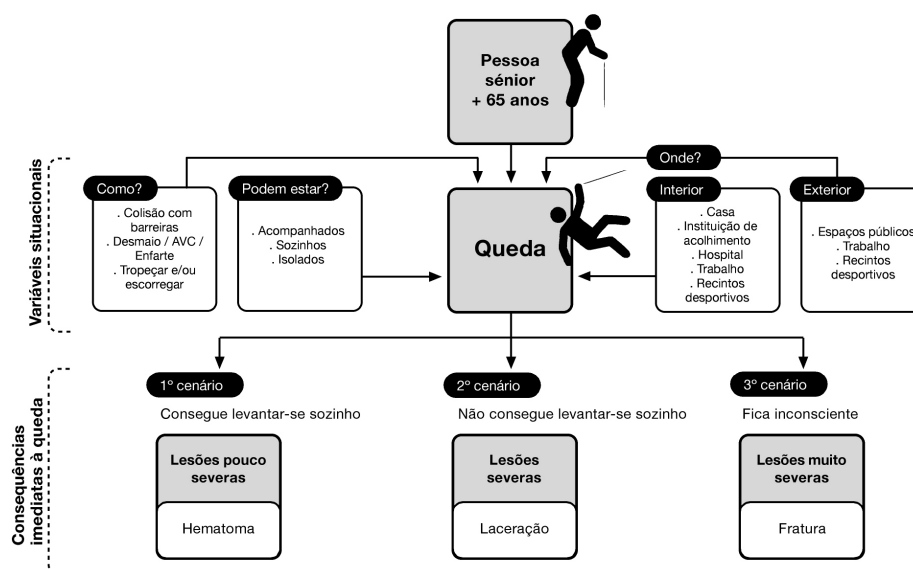 Pessoa
sénior
+ 65 anos
Variáveis situacionais
Como?
. Colisão com
barreiras
. Desmaio / AVC /
Enfarte
. Tropeçar e/ou
escorregar
Podem estar?
. Acompanhados
. Sozinhos
. Isolados
Queda
Onde?
Interior
. Casa
. Instituição de
acolhimento
. Hospital
. Trabalho
. Recintos
desportivos
Exterior
. Espaços públicos
. Trabalho
. Recintos
desportivos
Consequências
imediatas à queda
1º cenário
Consegue levantar-se sozinho
Lesões pouco
severas
Hematoma
2º cenário
Não consegue levantar-se sozinho
Lesões
severas
Laceração
3º cenário
Fica inconsciente
Lesões muito
severas
Fratura